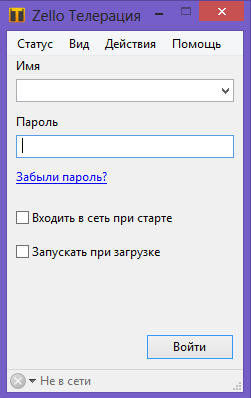 Zello Телерация
Статус Вид Действия Помощь
Имя
Пароль
Забыли пароль?
Входить в сеть при старте
Запускать при загрузке
Войти
Не в сети